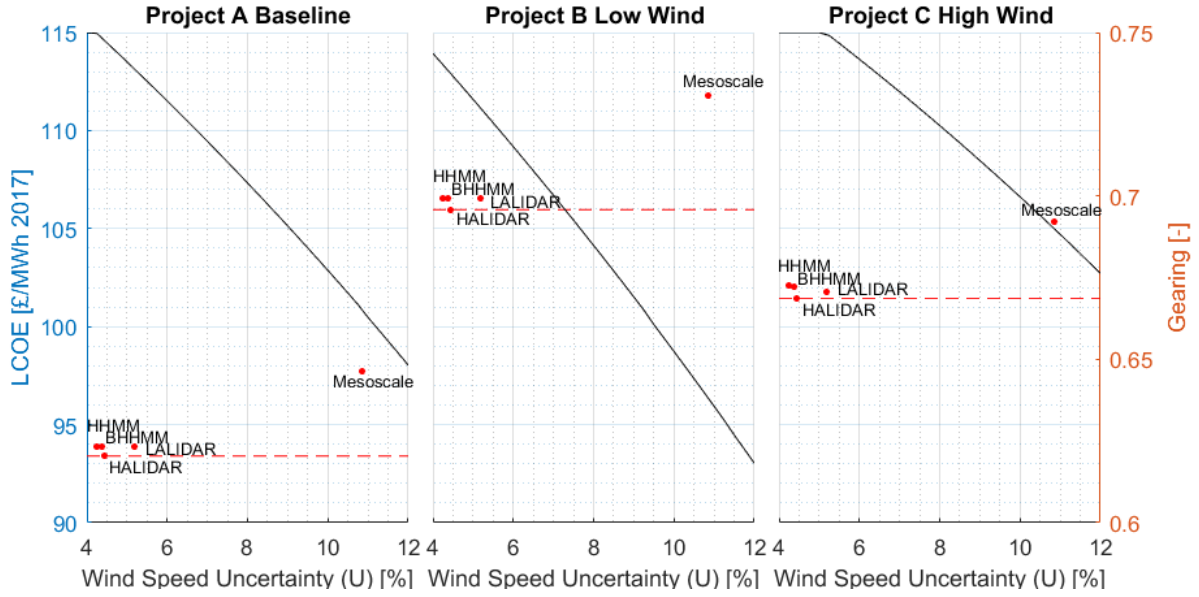 Project A Baseline
Project B Low Wind
Project C High Wind
LCOE [£/MWh 2017]
115
110
105
100
95
90
HHMM
BHHMM
LALIDAR
HALIDAR
Mesoscale
4
6
8
10
12
Wind Speed Uncertainty (U) [%]
HHMM
BHHMM
LALIDAR
HALIDAR
Mesoscale
4
6
8
10
12
Wind Speed Uncertainty (U) [%]
HHMM
BHHMM
LALIDAR
HALIDAR
Mesoscale
4
6
8
10
12
Wind Speed Uncertainty (U) [%]
0.75
0.7
0.65
0.6
Gearing [-]